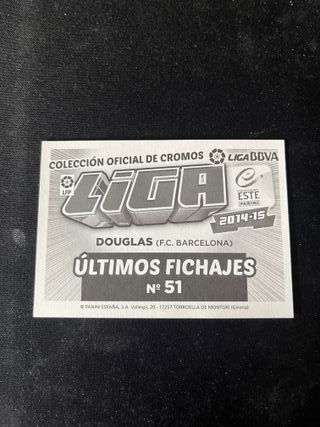 COLECCIÓN OFICIAL DE CROMOS LIGA BBVA
LFP LIGA ESTE
PANINI
2014-15
DOUGLAS (F.C. BARCELONA)
ÚLTIMOS FICHAJES
Nº 51
© PANINI ESPAÑA, S.A. Vallespí, 20 - 17257 TORROELLA DE MONTGRÍ (Girona)